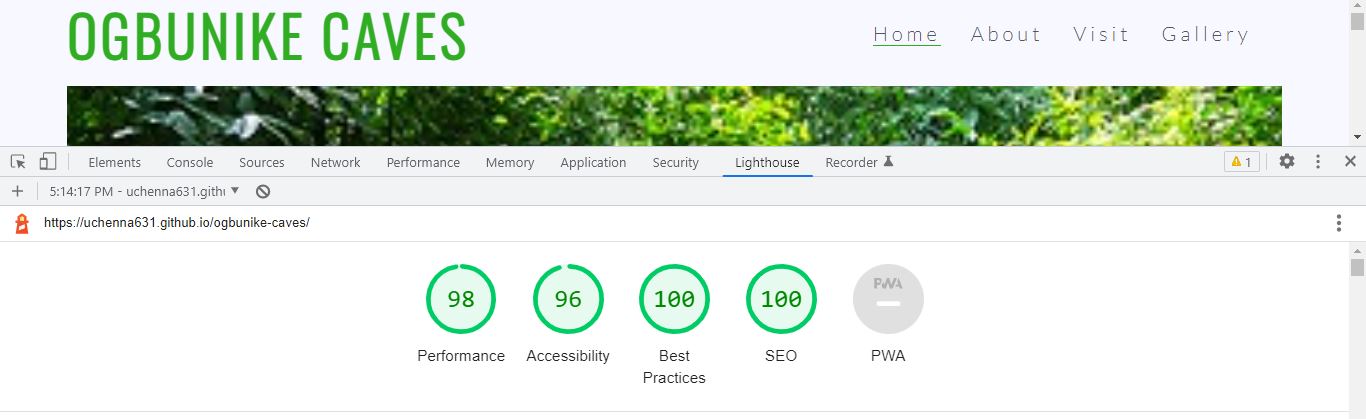 OGBUNIKE CAVES
Home About Visit Gallery
Elements Console Sources Network Performance Memory Application Security Lighthouse Recorder 1
5:14:17 PM - uchenna631.gith
https://uchenna631.github.io/ogbunike-caves/
98 96 100 100 PWA
Performance Accessibility Best Practices SEO PWA